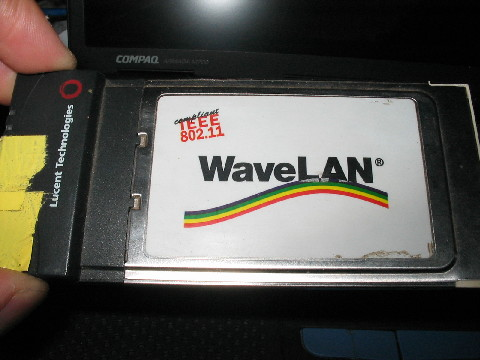 COMPAQ
compliant
IEEE
802.11
WaveLAN®
Lucent Technologies